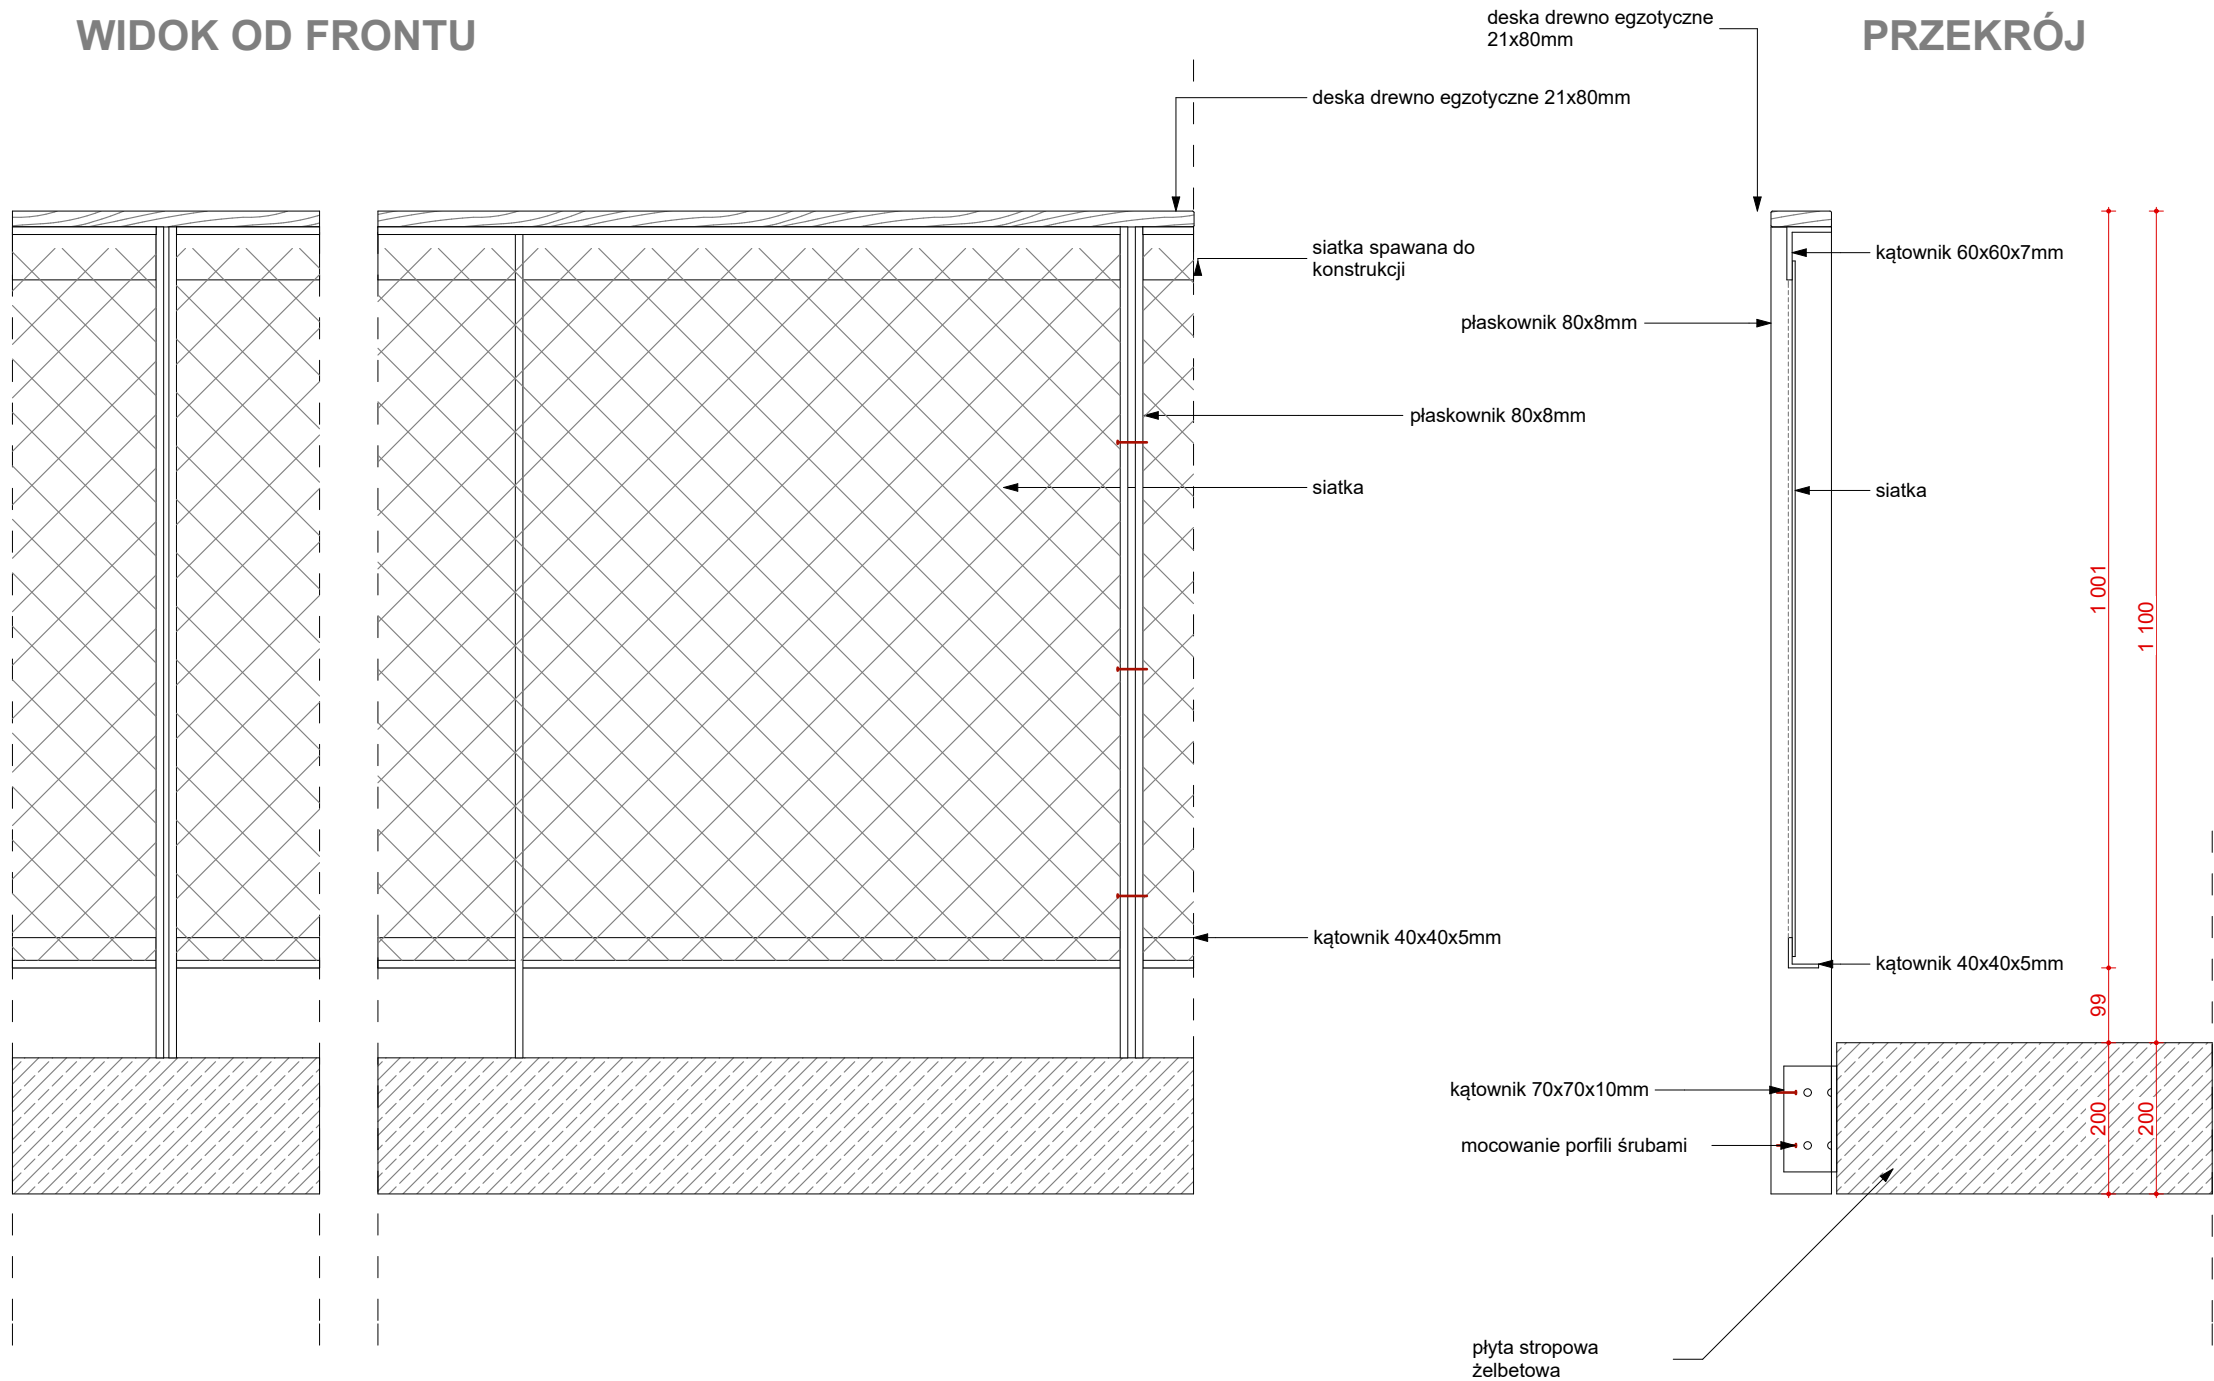 WIDOK OD FRONTU
deska drewno egzotyczne 21x80mm
siatka spawana do
konstrukcji
płaskownik 80x8mm
siatka
kątownik 40x40x5mm
PRZEKRÓJ
deska drewno egzotyczne
21x80mm
kątownik 60x60x7mm
płaskownik 80x8mm
siatka
kątownik 40x40x5mm
kątownik 70x70x10mm
mocowanie porfili śrubami
płyta stropowa
żelbetowa
1 001
1 100
99
200
200